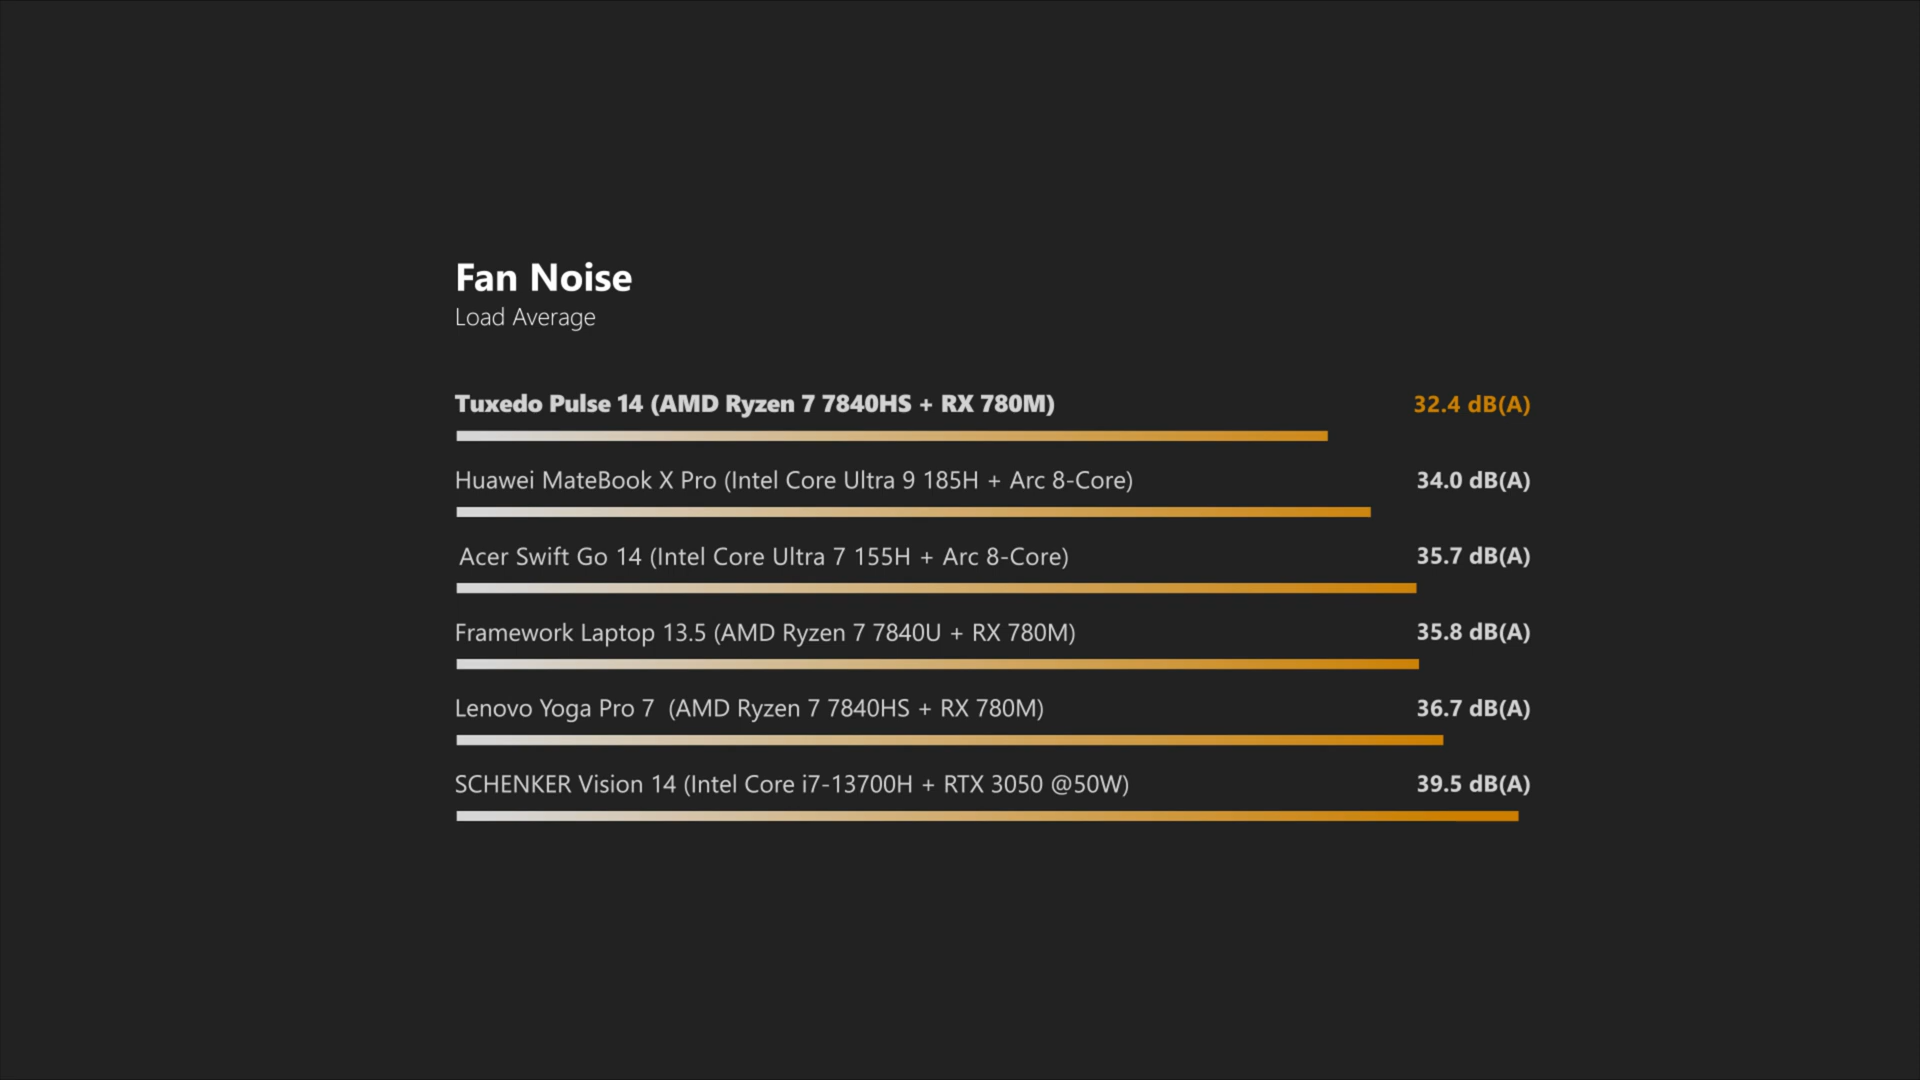 Fan Noise
Load Average
Tuxedo Pulse 14 (AMD Ryzen 7 7840HS + RX 780M) 32.4 dB(A)
Huawei MateBook X Pro (Intel Core Ultra 9 185H + Arc 8-Core) 34.0 dB(A)
Acer Swift Go 14 (Intel Core Ultra 7 155H + Arc 8-Core) 35.7 dB(A)
Framework Laptop 13.5 (AMD Ryzen 7 7840U + RX 780M) 35.8 dB(A)
Lenovo Yoga Pro 7 (AMD Ryzen 7 7840HS + RX 780M) 36.7 dB(A)
SCHENKER Vision 14 (Intel Core i7-13700H + RTX 3050 @50W) 39.5 dB(A)